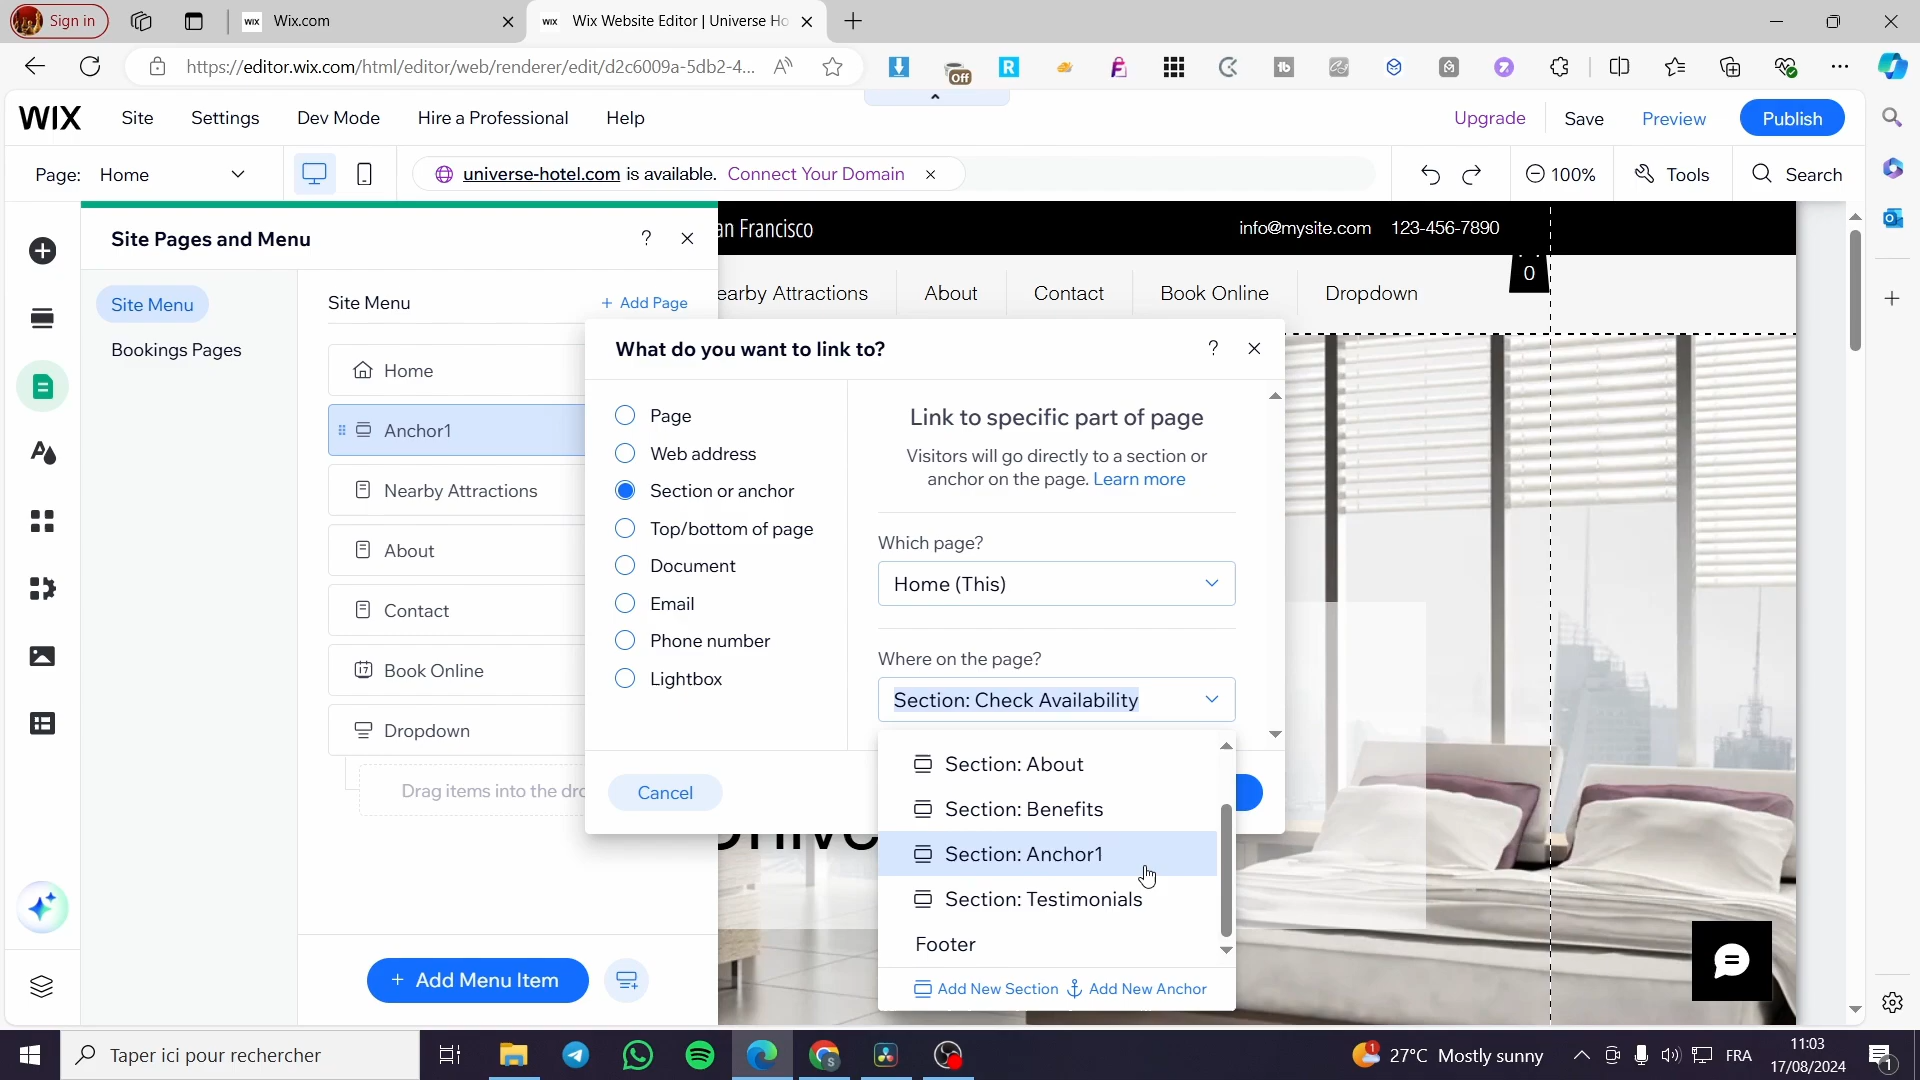 Sign in
WIX
Wix.com
WIX
Wix Website Editor | Universe Ho
https://editor.wix.com/html/editor/web/renderer/edit/d2c6009a-5db2-4...
Off
WIX
Site
Settings
Dev Mode
Hire a Professional
Help
Upgrade
Save
Preview
Publish
Page: Home
universe-hotel.com is available. Connect Your Domain
100%
Tools
Search
Site Pages and Menu
?
an Francisco
info@mysite.com 123-456-7890
0
Site Menu
Bookings Pages
Site Menu
+ Add Page
earby Attractions
About
Contact
Book Online
Dropdown
Home
Anchor1
Nearby Attractions
About
Contact
17 Book Online
Dropdown
Drag items into the dro
+ Add Menu Item
What do you want to link to?
?
Page
Web address
Section or anchor
Top/bottom of page
Document
Email
Phone number
Lightbox
Cancel
Link to specific part of page
Visitors will go directly to a section or
anchor on the page. Learn more
Which page?
Home (This)
Where on the page?
Section: Check Availability
Section: About
Section: Benefits
Section: Anchor1
Section: Testimonials
Footer
Add New Section
Add New Anchor
Taper ici pour rechercher
1
27°C Mostly sunny
FRA
11:03
17/08/2024
1